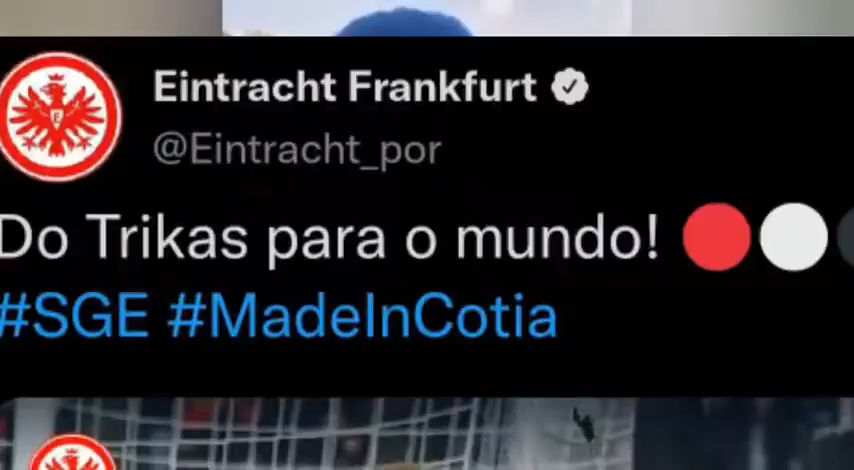 Eintracht Frankfurt
@Eintracht_por
Do Trikas para o mundo! 🔴⚪
#SGE #MadeInCotia